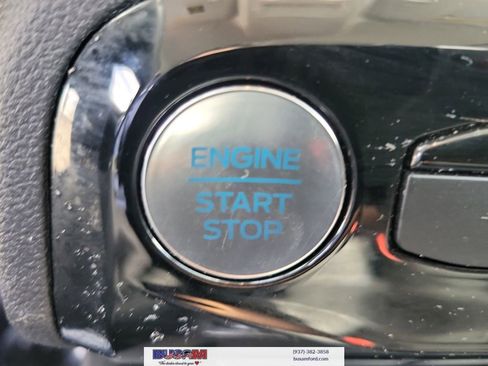 ENGINE
START
STOP
BUSAM
(937) 382-3858
busamford.com